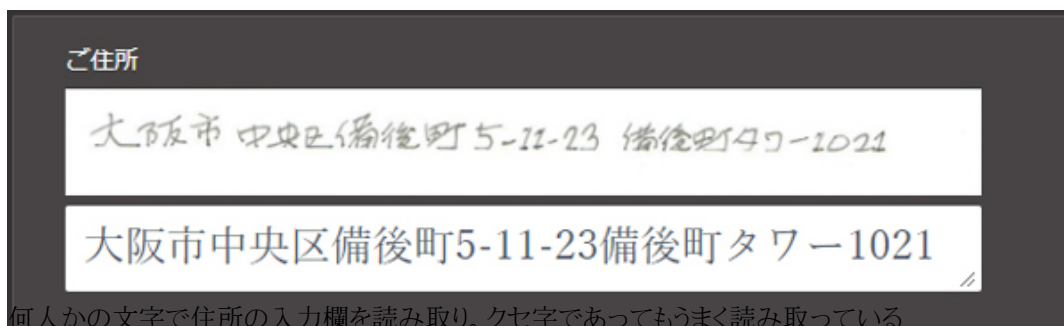 ご住所
大阪市中央区備後町5-11-23 備後町タワー1021
大阪市中央区備後町5-11-23備後町タワー1021
何人かの文字で住所の入力欄を読み取り。クセ字であってもうまく読み取っている